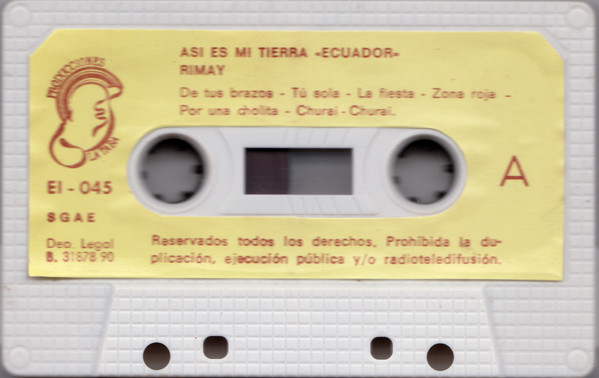 ASI ES MI TIERRA «ECUADOR»
RIMAY
De tus brazos - Tú sola - La fiesta - Zona roja -
Por una cholita - Churai - Churai.
PRODUCCIONES
EI - 045
A
SGAE
Dep. Legal
B. 31878 90
Reservados todos los derechos. Prohibida la du-
plicación, ejecución pública y/o radioteledifusión.